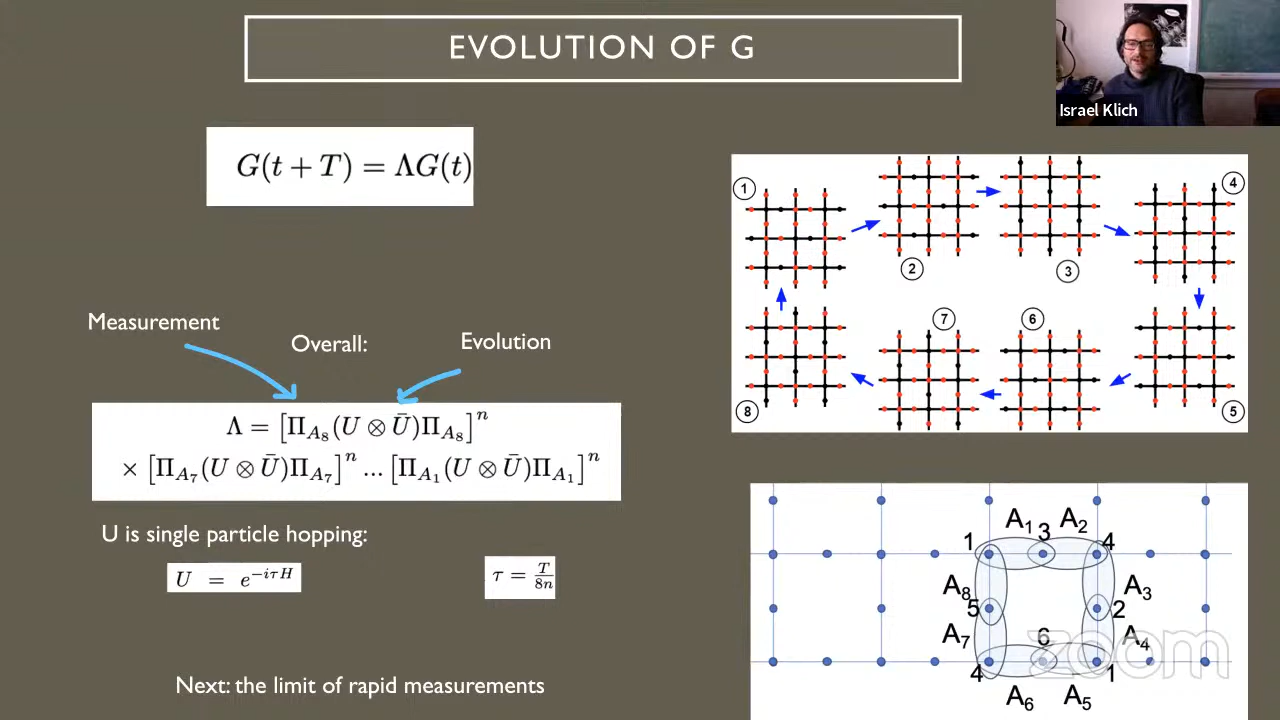 EVOLUTION OF G
Israel Klich
G(t + T) = ΛG(t)
Measurement
Overall:
Evolution
Λ = [Π_{A_8}(U ⊗ Ū)Π_{A_8}]^n
× [Π_{A_7}(U ⊗ Ū)Π_{A_7}]^n ... [Π_{A_1}(U ⊗ Ū)Π_{A_1}]^n
U is single particle hopping:
U = e^{-iτH}
τ = T/8n
Next: the limit of rapid measurements
1
2
3
4
8
7
6
5
A₁ A₂
1 3 4
A₈ A₃
5 2
A₇ 6 A₄
4 1
A₆ A₅
zoom